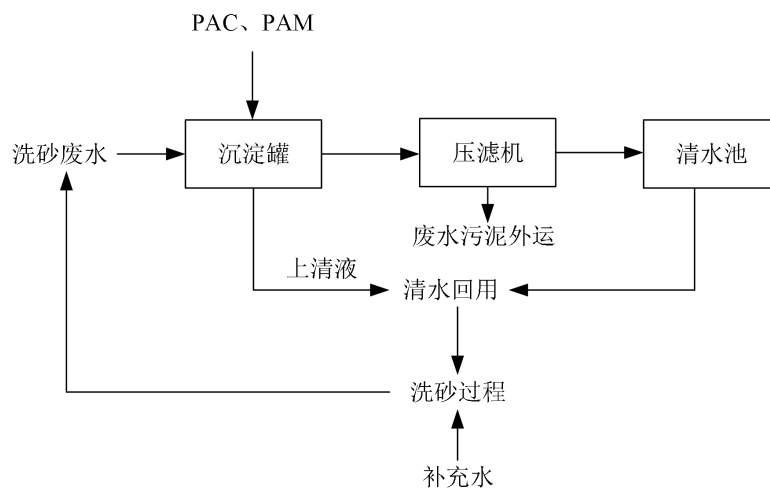 PAC、PAM
洗砂废水
沉淀罐
压滤机
清水池
废水污泥外运
上清液
清水回用
洗砂过程
补充水